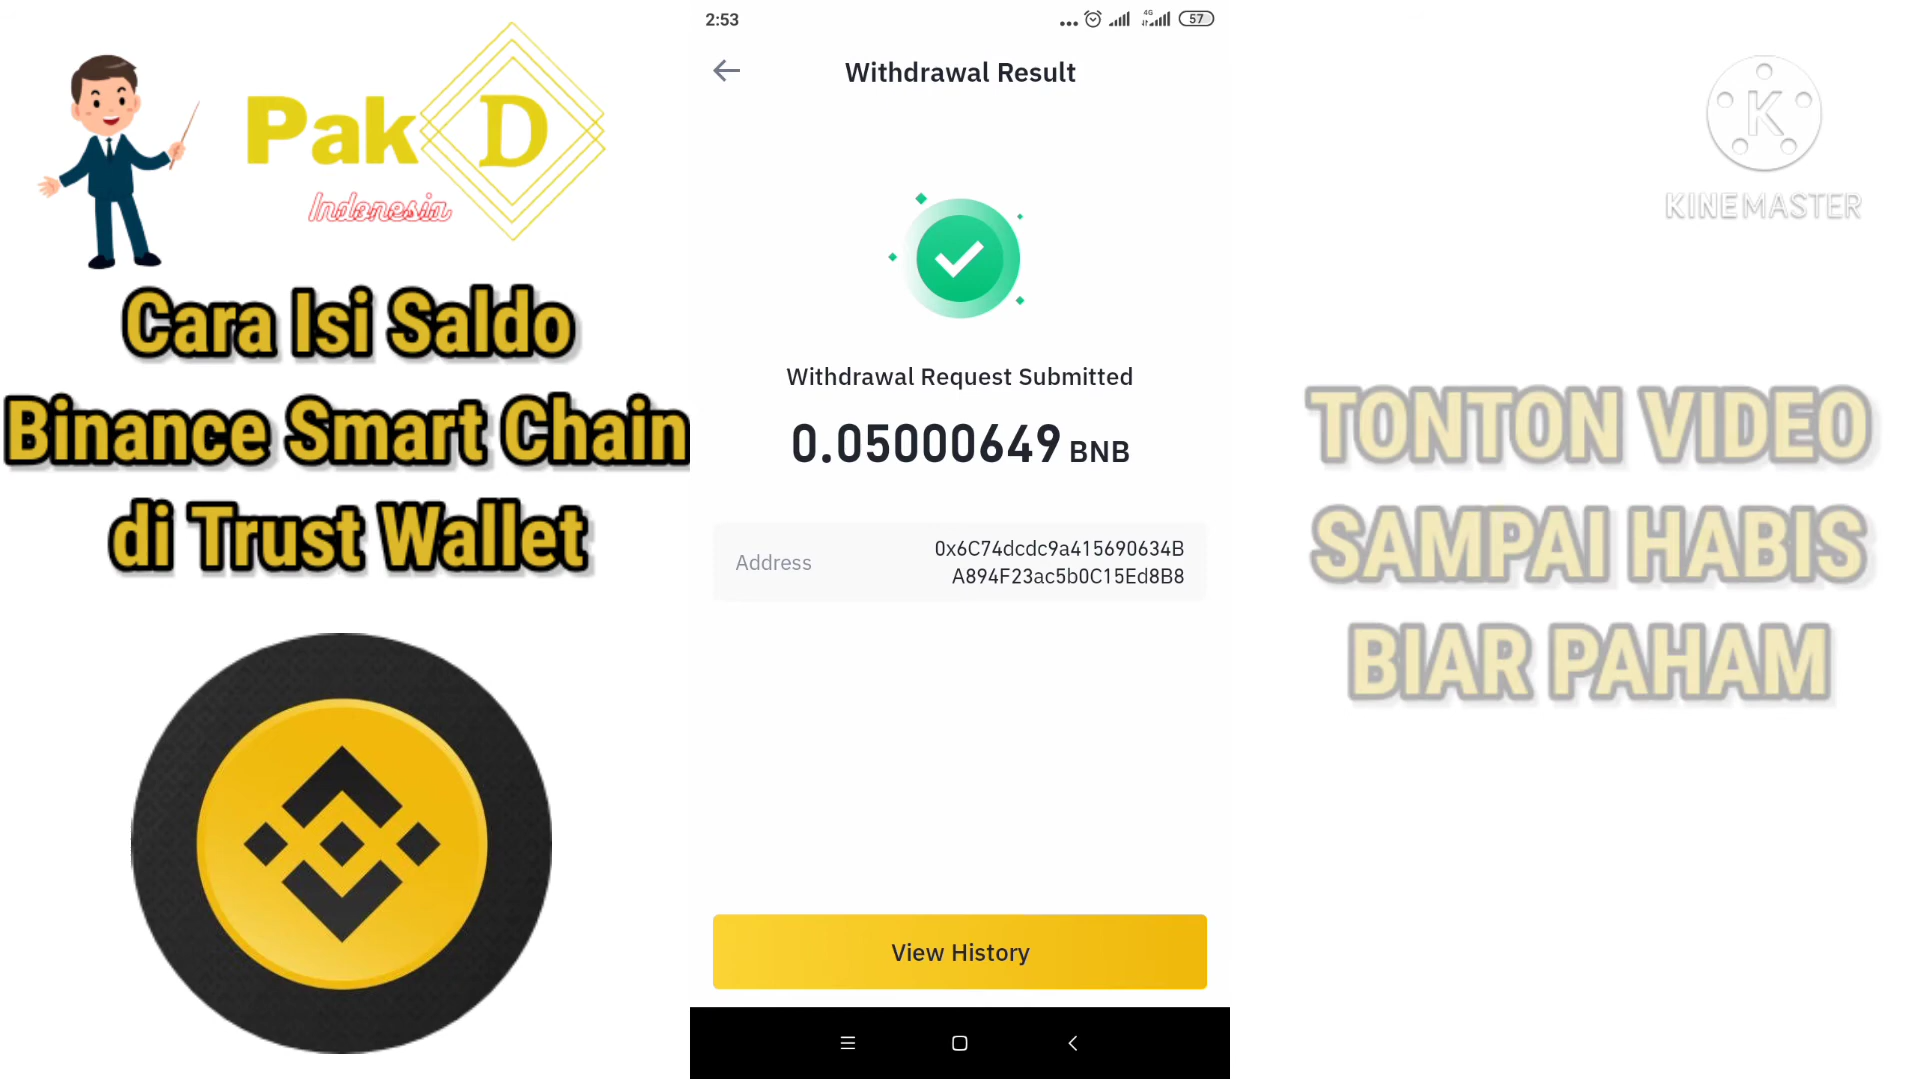 Pak D
Indonesia
Cara Isi Saldo
Binance Smart Chain
di Trust Wallet
2:53
4G
57
Withdrawal Result
Withdrawal Request Submitted
0.05000649 BNB
Address
0x6C74dcdc9a415690634B
A894F23ac5b0C15Ed8B8
View History
K
KINEMASTER
TONTON VIDEO
SAMPAI HABIS
BIAR PAHAM